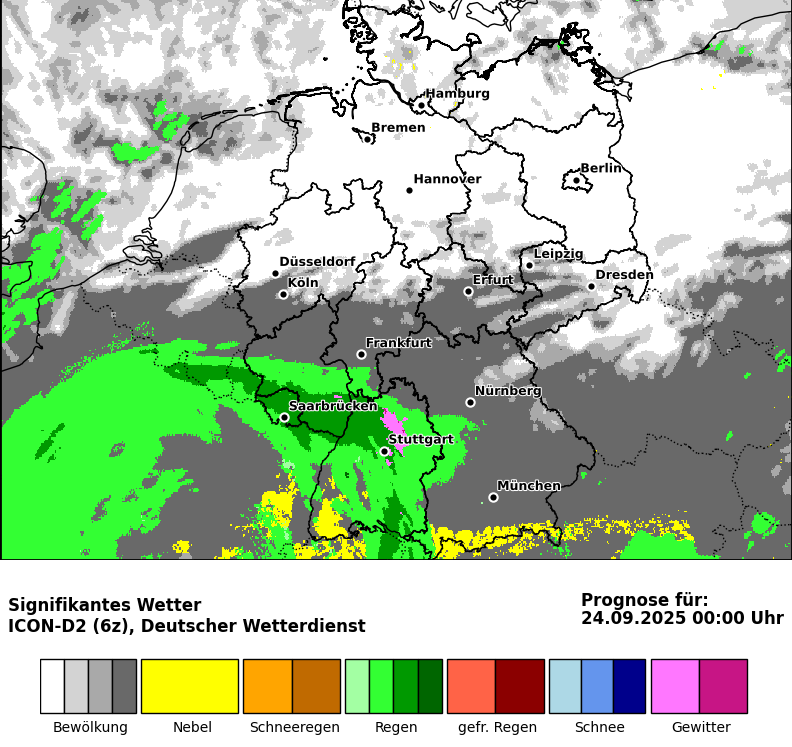 Hamburg
Bremen
Berlin
Hannover
Leipzig
Düsseldorf
Dresden
Köln
Erfurt
Frankfurt
Nürnberg
Saarbrücken
Stuttgart
München
Signifikantes Wetter
ICON-D2 (6z), Deutscher Wetterdienst
Prognose für:
24.09.2025 00:00 Uhr
Bewölkung
Nebel
Schneeregen
Regen
gefr. Regen
Schnee
Gewitter